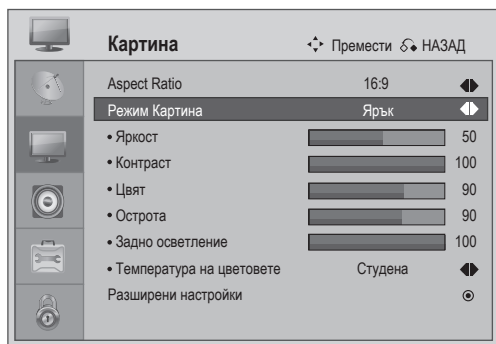 Картина Премести НАЗАД
Aspect Ratio 16:9
Режим Картина Ярък
• Яркост 50
• Контраст 100
• Цвят 90
• Острота 90
• Задно осветление 100
• Температура на цветовете Студена
Разширени настройки